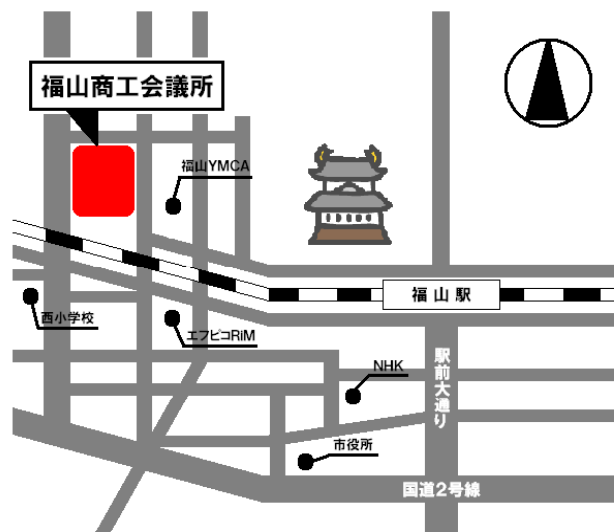 福山商工会議所
福山YMCA
福山駅
西小学校
エフピコRiM
NHK
駅前大通り
市役所
国道2号線